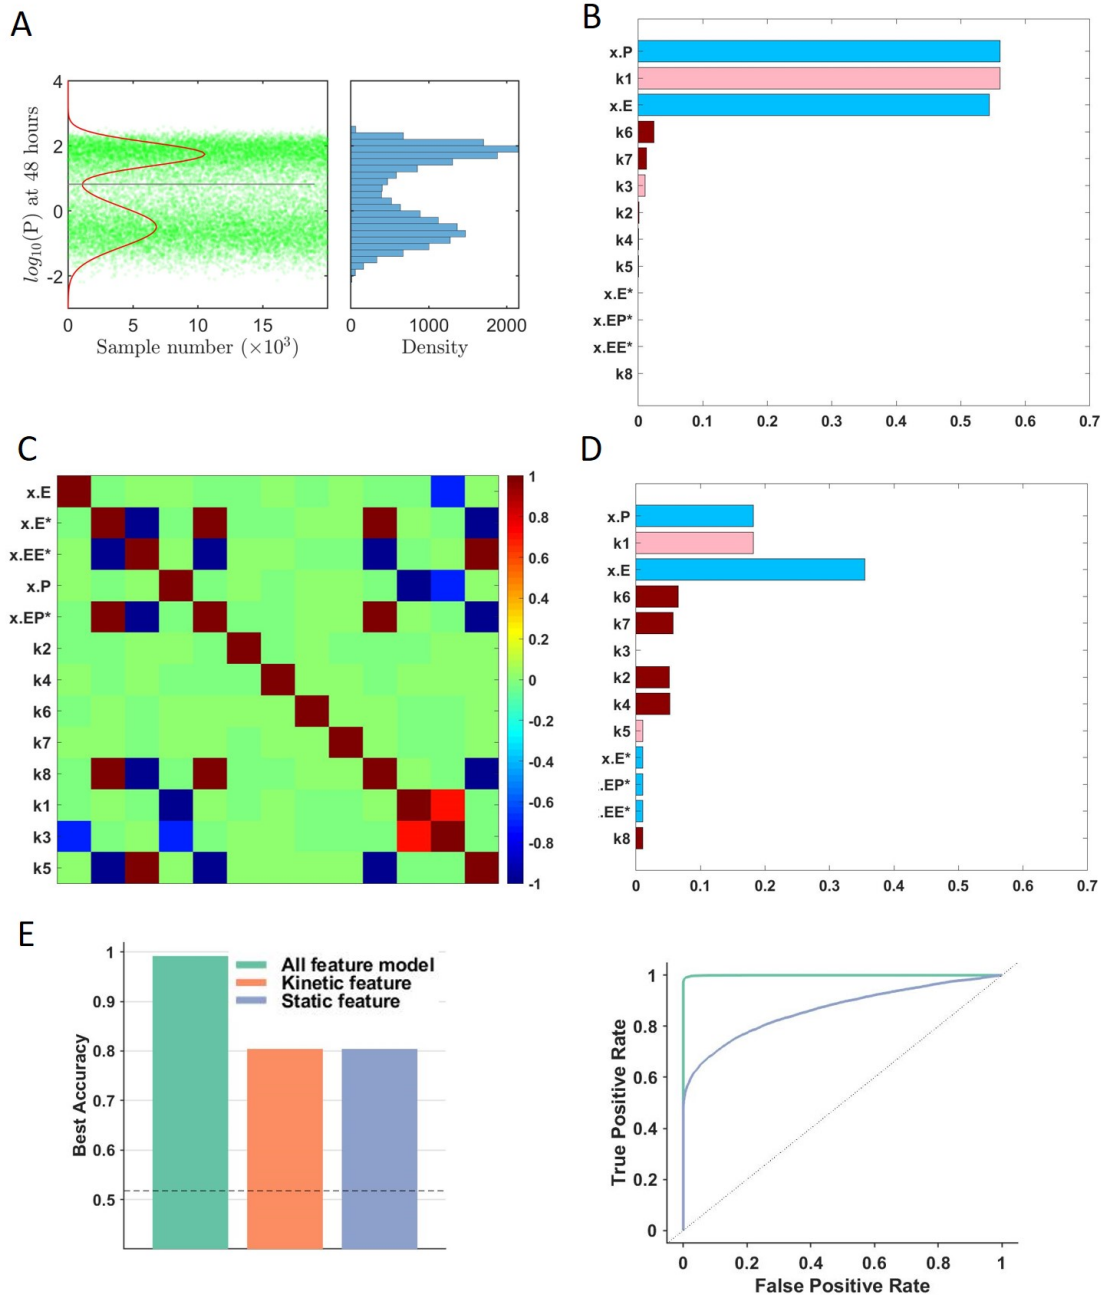 A
log10(P) at 48 hours
4
2
0
-2
0
5
10
15
Sample number (×10³)
0
1000
2000
Density
B
x.P
k1
x.E
k6
k7
k3
k2
k4
k5
x.E*
x.EP*
x.EE*
k8
0
0.1
0.2
0.3
0.4
0.5
0.6
0.7
C
x.E
x.E*
x.EE*
x.P
x.EP*
k2
k4
k6
k7
k8
k1
k3
k5
1
0.8
0.6
0.4
0.2
0
-0.2
-0.4
-0.6
-0.8
-1
D
x.P
k1
x.E
k6
k7
k3
k2
k4
k5
x.E*
.EP*
.EE*
k8
0
0.1
0.2
0.3
0.4
0.5
0.6
0.7
E
Best Accuracy
1
0.9
0.8
0.7
0.6
0.5
All feature model
Kinetic feature
Static feature
True Positive Rate
1
0.8
0.6
0.4
0.2
0
0
0.2
0.4
0.6
0.8
1
False Positive Rate